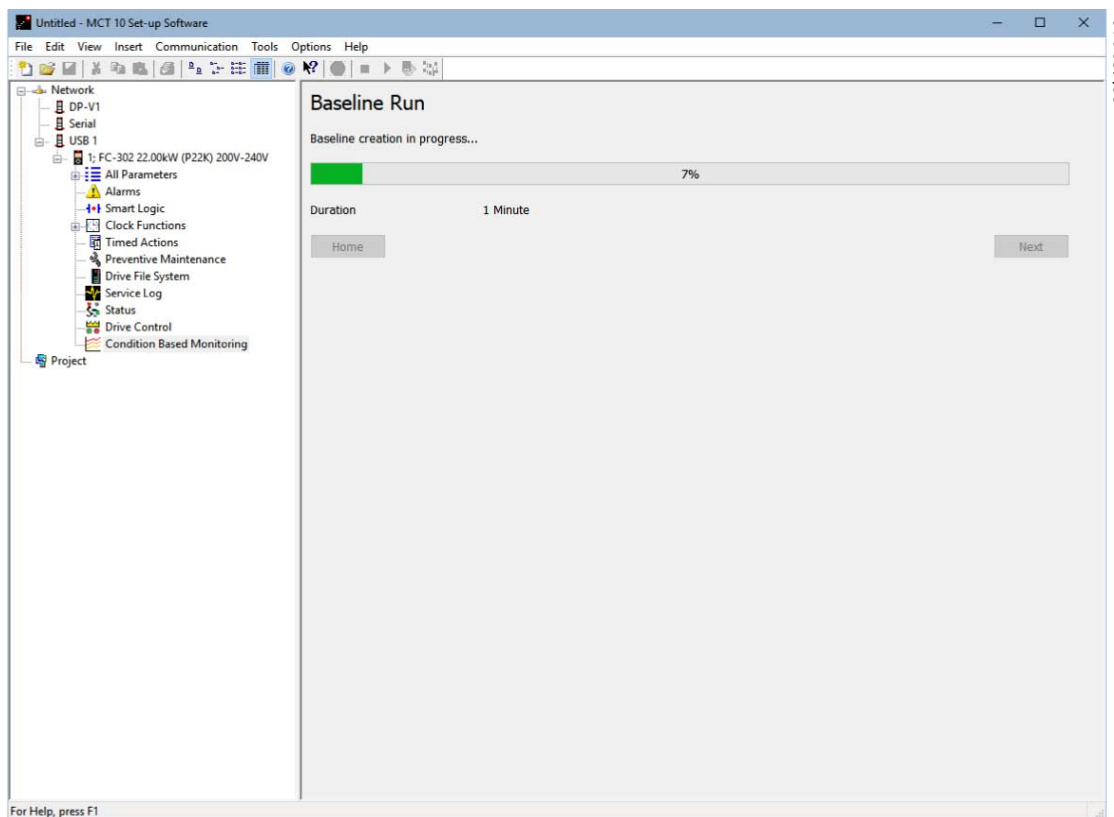 Untitled - MCT 10 Set-up Software
File Edit View Insert Communication Tools Options Help
Network
DP-V1
Serial
USB 1
1; FC-302 22.00kW (P22K) 200V-240V
All Parameters
Alarms
Smart Logic
Clock Functions
Timed Actions
Preventive Maintenance
Drive File System
Service Log
Status
Drive Control
Condition Based Monitoring
Project
Baseline Run
Baseline creation in progress...
7%
Duration 1 Minute
Home Next
For Help, press F1